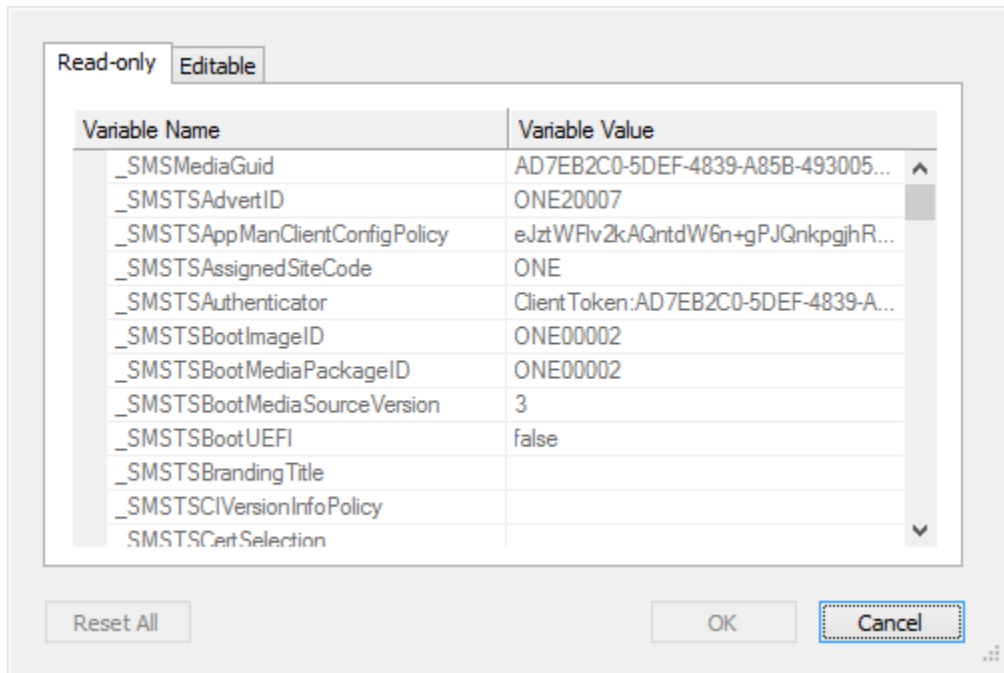 Read-only Editable
Variable Name Variable Value
_SMSMediaGuid AD7EB2C0-5DEF-4839-A85B-493005...
_SMSTSAdvertID ONE20007
_SMSTSAppManClientConfigPolicy eJztWFlv2kAQntdW6n+gPJQnkpgjhR...
_SMSTSAssignedSiteCode ONE
_SMSTSAuthenticator ClientToken:AD7EB2C0-5DEF-4839-A...
_SMSTSBootImageID ONE00002
_SMSTSBootMediaPackageID ONE00002
_SMSTSBootMediaSourceVersion 3
_SMSTSBootUEFI false
_SMSTSBrandingTitle
_SMSTSCIVersionInfoPolicy
_SMSTSCertSelection
Reset All OK Cancel